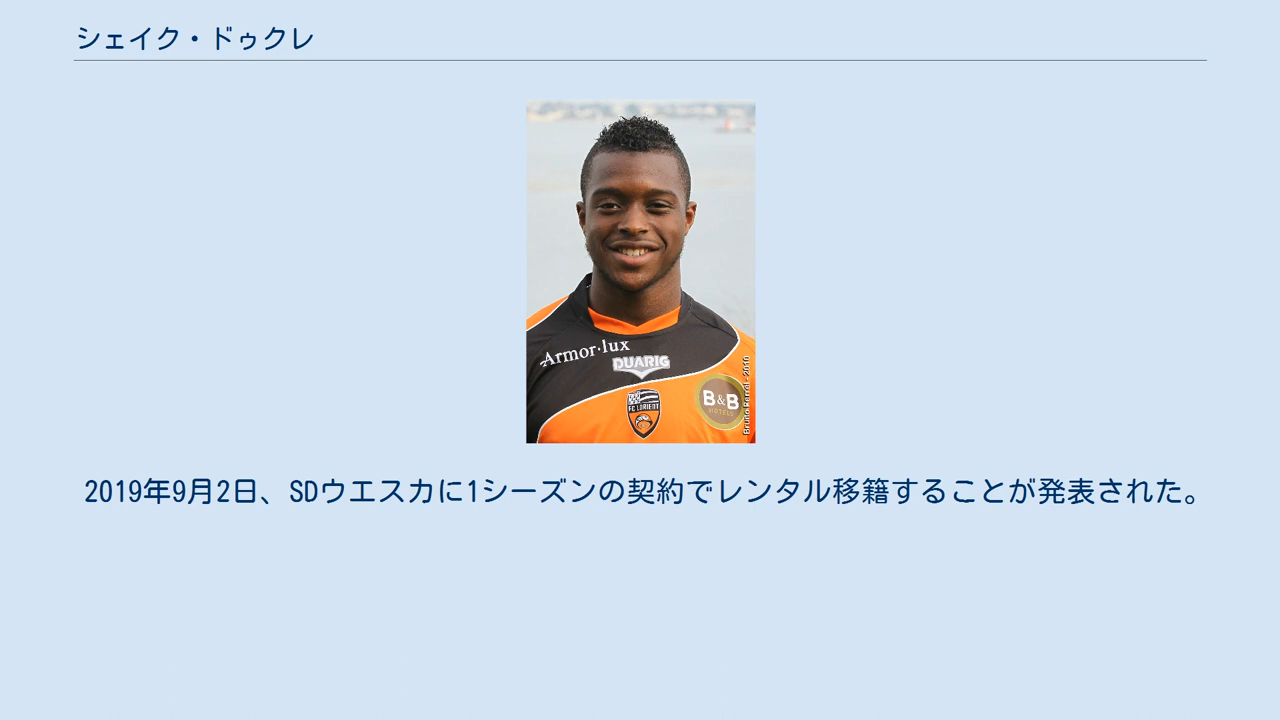 シェイク・ドゥクレ
Armor·lux
DUARIG
FC LORIENT
B&B
HOTELS
Bruno Perrel - 2010
2019年9月2日、SDウエスカに1シーズンの契約でレンタル移籍することが発表された。